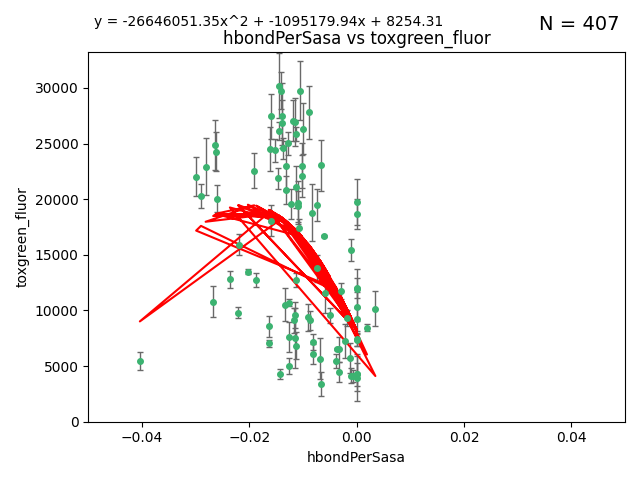 y = -26646051.35x^2 + -1095179.94x + 8254.31
N = 407
hbondPerSasa vs toxgreen_fluor
toxgreen_fluor
30000
25000
20000
15000
10000
5000
0
−0.04
−0.02
0.00
0.02
0.04
hbondPerSasa